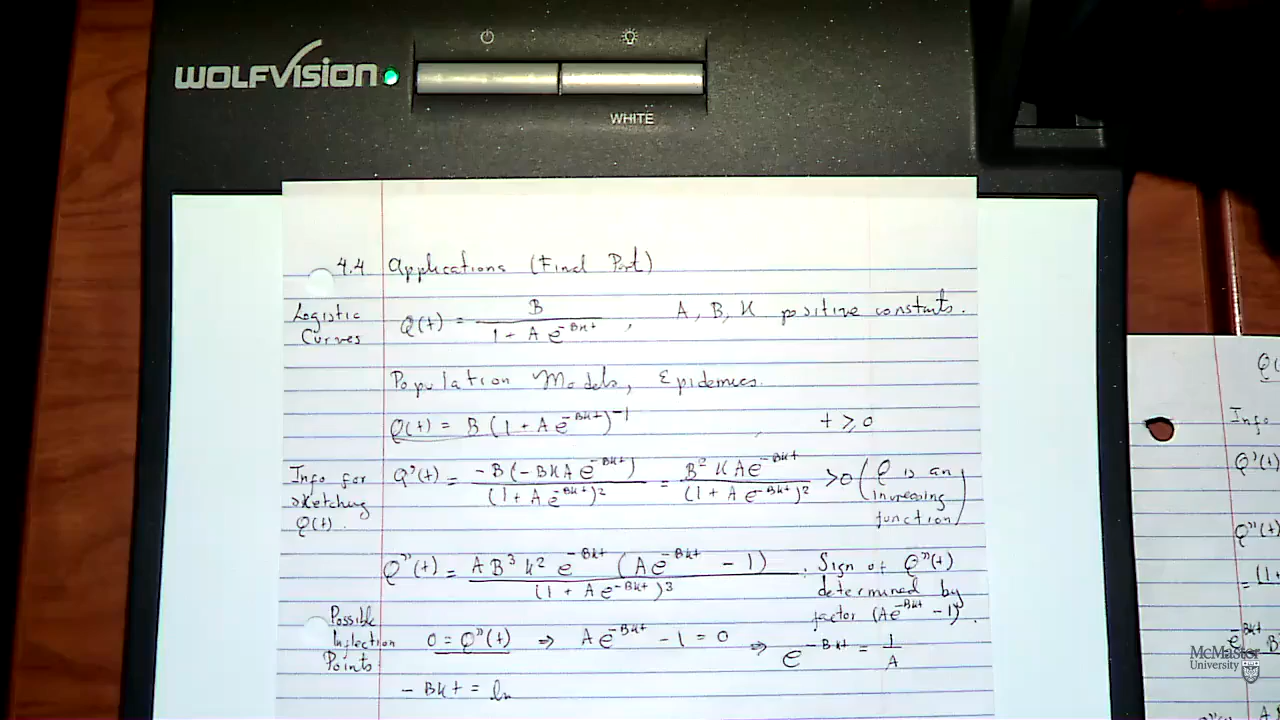 WOLFVISION
WHITE
4.4 Applications (Final Part)
Logistic Curves Q(t) = B / (1 + A e^{-Bkt}), A, B, K positive constants.
Population Models, Epidemics.
Q(t) = B (1 + A e^{-Bkt})^{-1} t ≥ 0
Info for sketching Q(t). Q'(t) = -B(-BKA e^{-Bkt}) / (1 + A e^{-Bkt})^2 = B^2 K A e^{-Bkt} / (1 + A e^{-Bkt})^2 > 0 (Q is an increasing function)
Q''(t) = A B^3 k^2 e^{-Bkt} (A e^{-Bkt} - 1) / (1 + A e^{-Bkt})^3 . Sign of Q''(t) determined by factor (Ae^{-Bkt} - 1).
Possible Inflection Points 0 = Q''(t) ⇒ A e^{-Bkt} - 1 = 0 ⇒ e^{-Bkt} = 1/A
- Bkt = ln
Info
Q'(t)
Q''(t)
McMaster
University